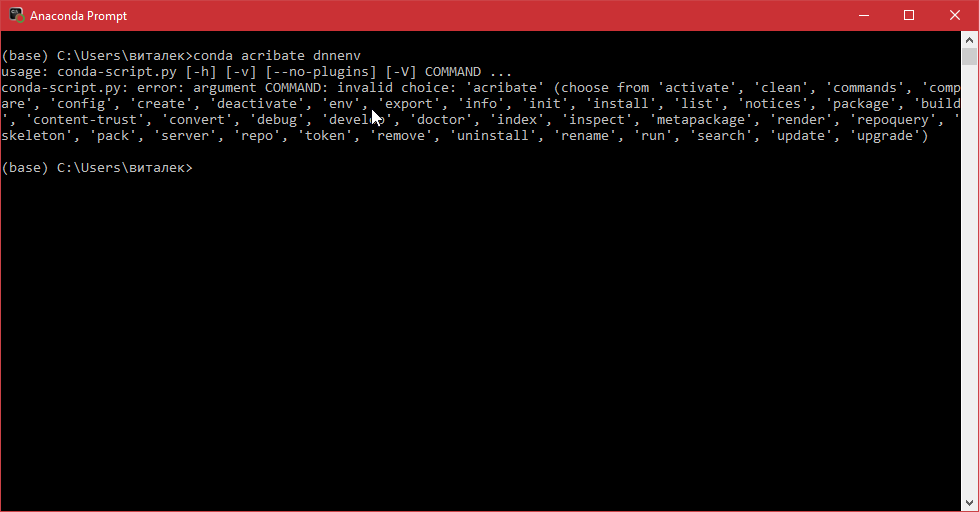 Anaconda Prompt
(base) C:\Users\виталек>conda acribate dnnenv
usage: conda-script.py [-h] [-v] [--no-plugins] [-V] COMMAND ...
conda-script.py: error: argument COMMAND: invalid choice: 'acribate' (choose from 'activate', 'clean', 'commands', 'comp
are', 'config', 'create', 'deactivate', 'env', 'export', 'info', 'init', 'install', 'list', 'notices', 'package', 'build
', 'content-trust', 'convert', 'debug', 'develop', 'doctor', 'index', 'inspect', 'metapackage', 'render', 'repoquery', '
skeleton', 'pack', 'server', 'repo', 'token', 'remove', 'uninstall', 'rename', 'run', 'search', 'update', 'upgrade')
(base) C:\Users\виталек>